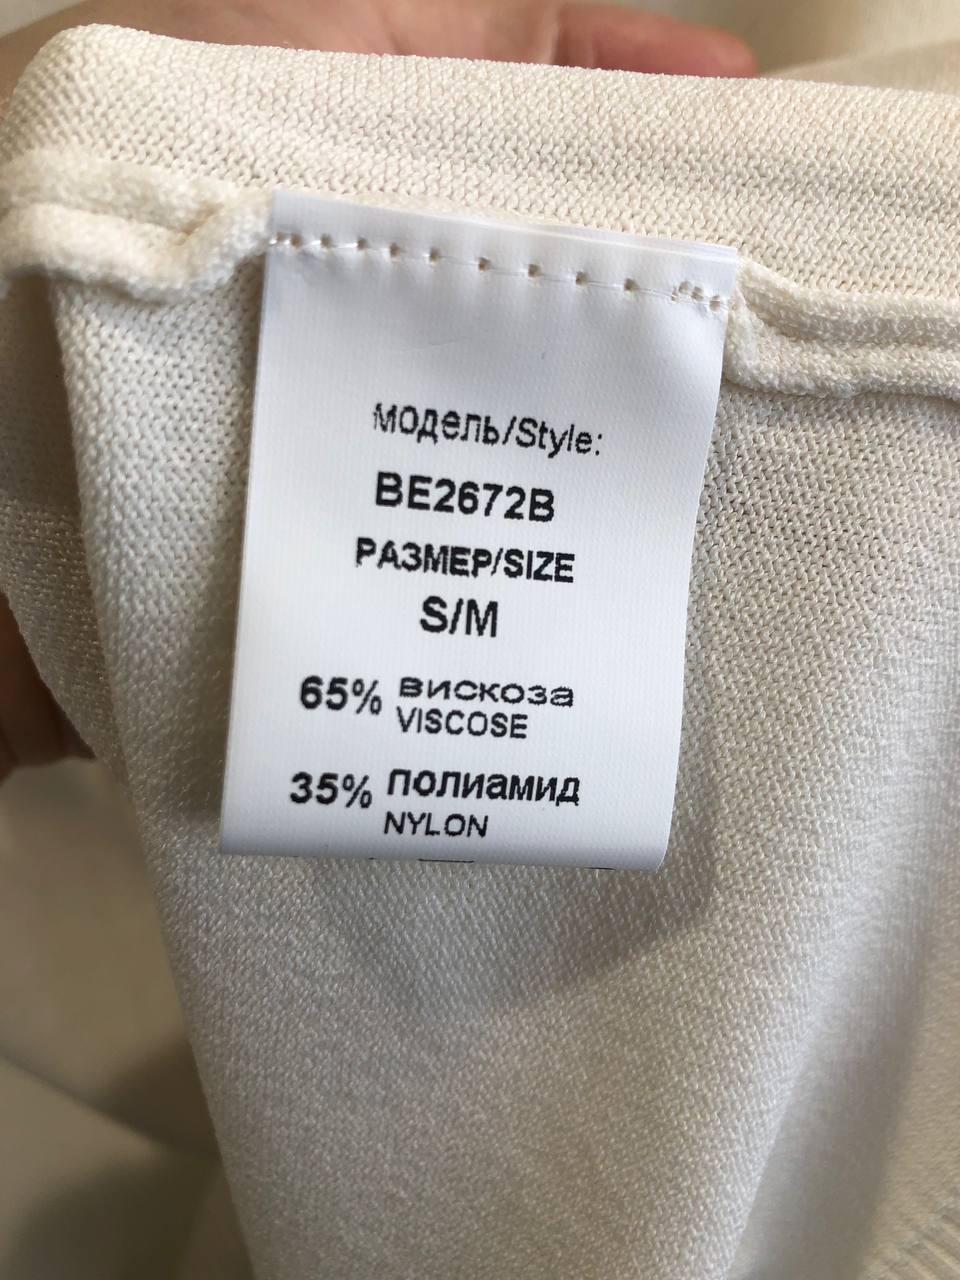 модель/Style:
BE2672B
РАЗМЕР/SIZE
S/M
65% вискоза
VISCOSE
35% полиамид
NYLON